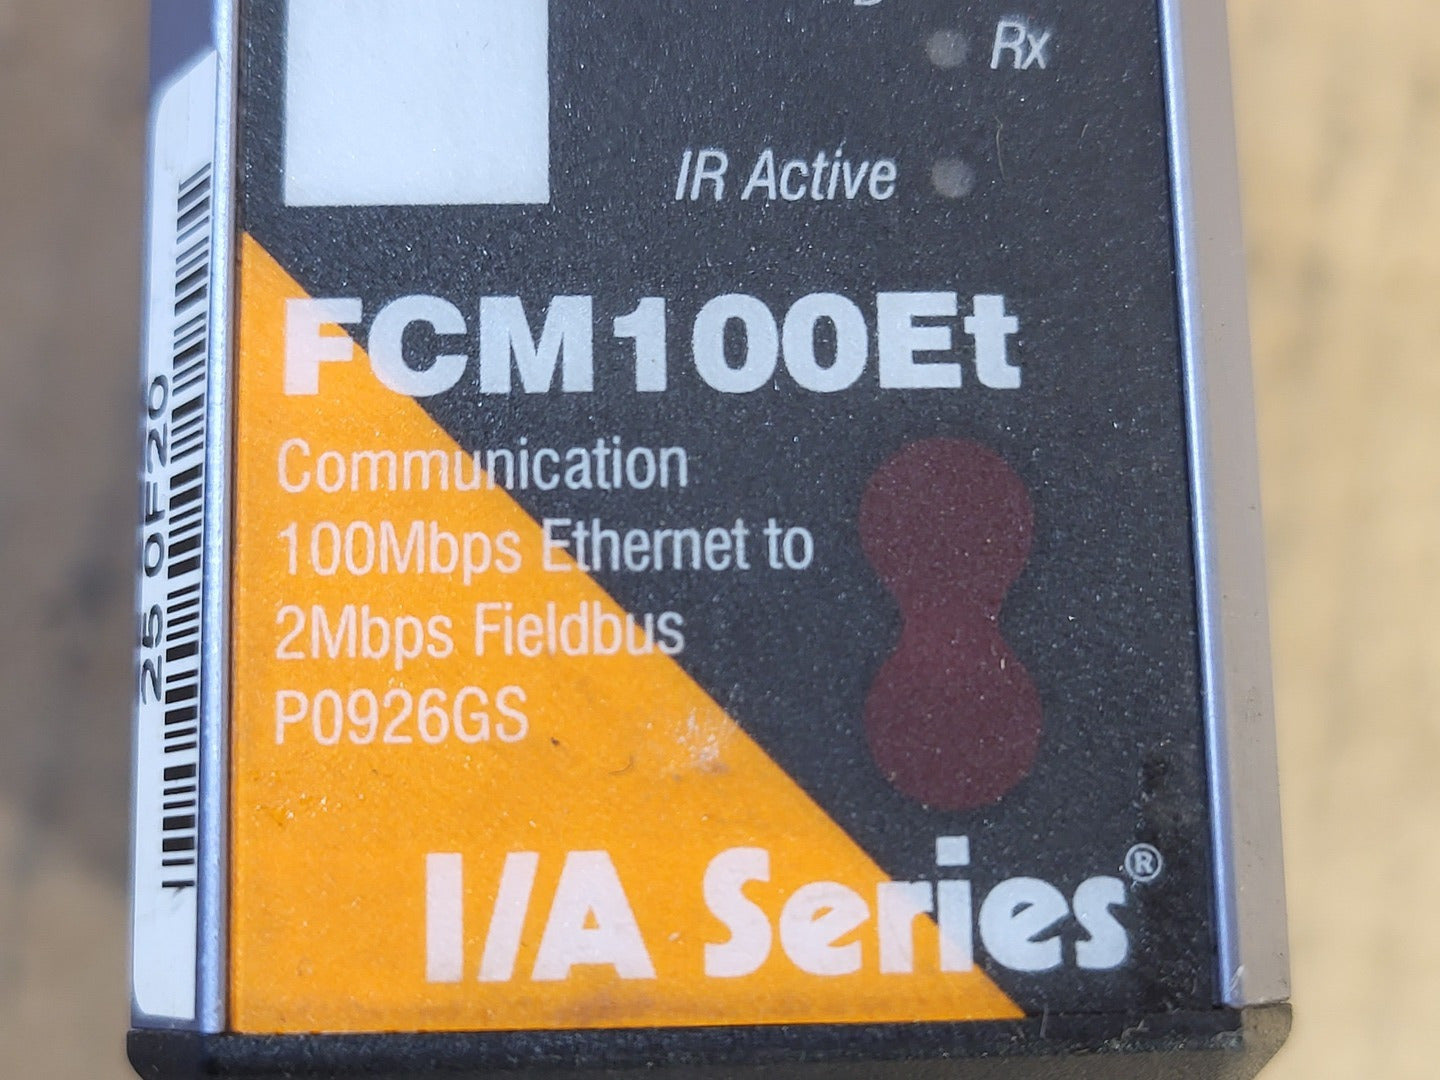 Rx
IR Active
FCM100Et
Communication
100Mbps Ethernet to
2Mbps Fieldbus
P0926GS
I/A Series®
25 0F20